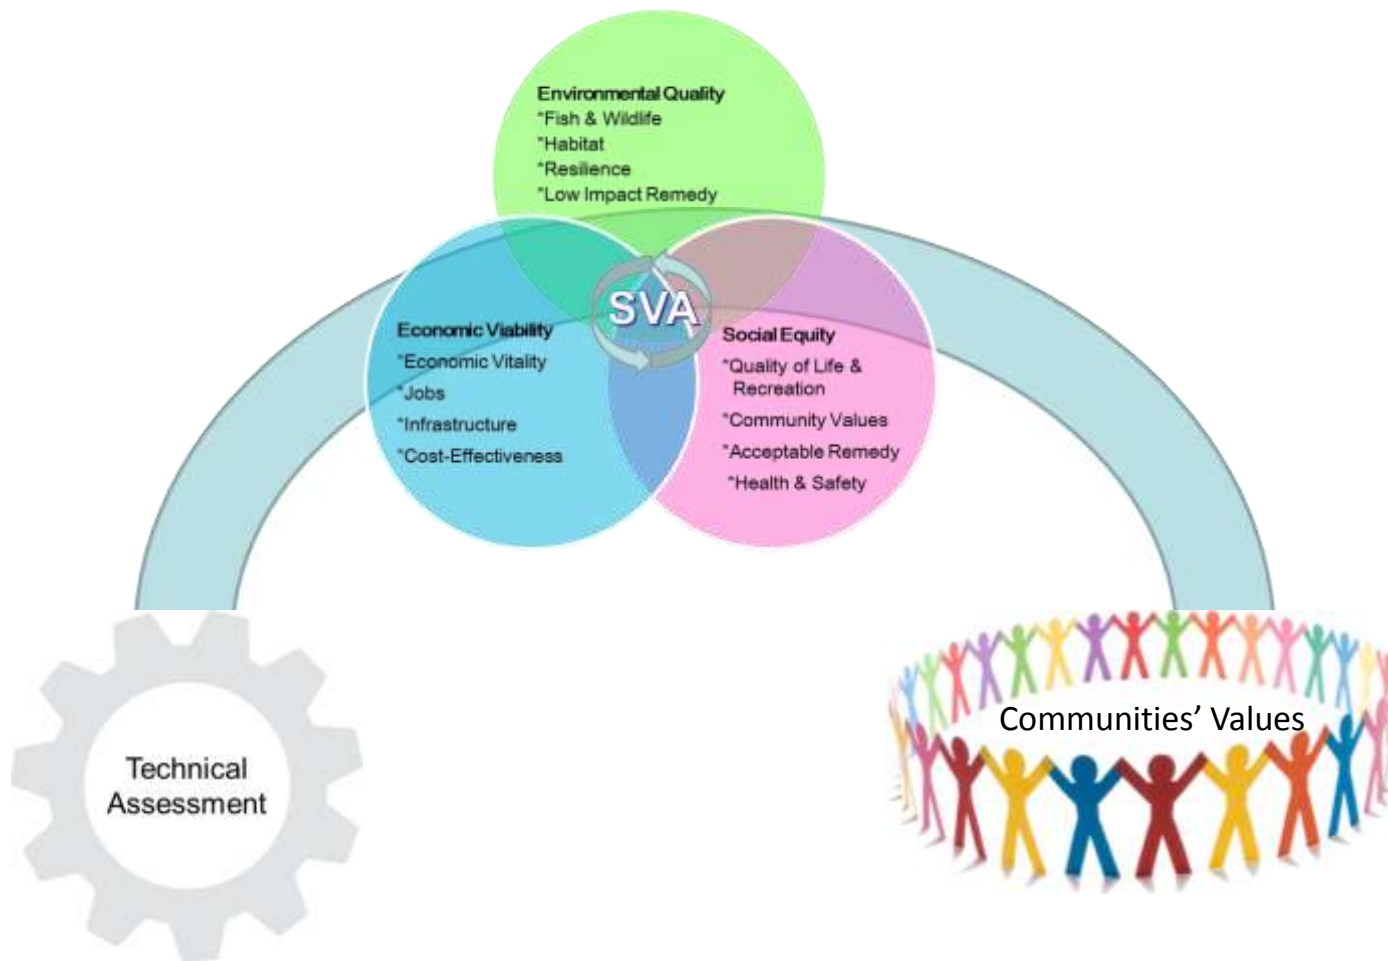 Environmental Quality
*Fish & Wildlife
*Habitat
*Resilience
*Low Impact Remedy
SVA
Economic Viability
*Economic Vitality
*Jobs
*Infrastructure
*Cost-Effectiveness
Social Equity
*Quality of Life &
Recreation
*Community Values
*Acceptable Remedy
*Health & Safety
Technical
Assessment
Communities’ Values